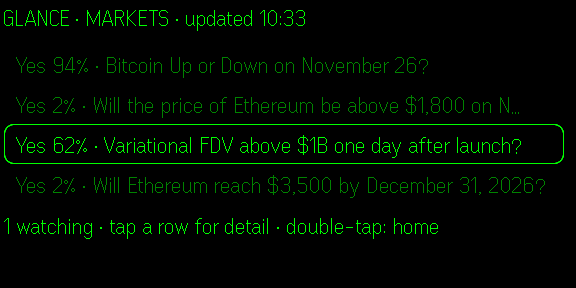 GLANCE · MARKETS · updated 10:33
Yes 94% · Bitcoin Up or Down on November 26?
Yes 2% · Will the price of Ethereum be above $1,800 on N...
Yes 62% · Variational FDV above $1B one day after launch?
Yes 2% · Will Ethereum reach $3,500 by December 31, 2026?
1 watching · tap a row for detail · double-tap: home